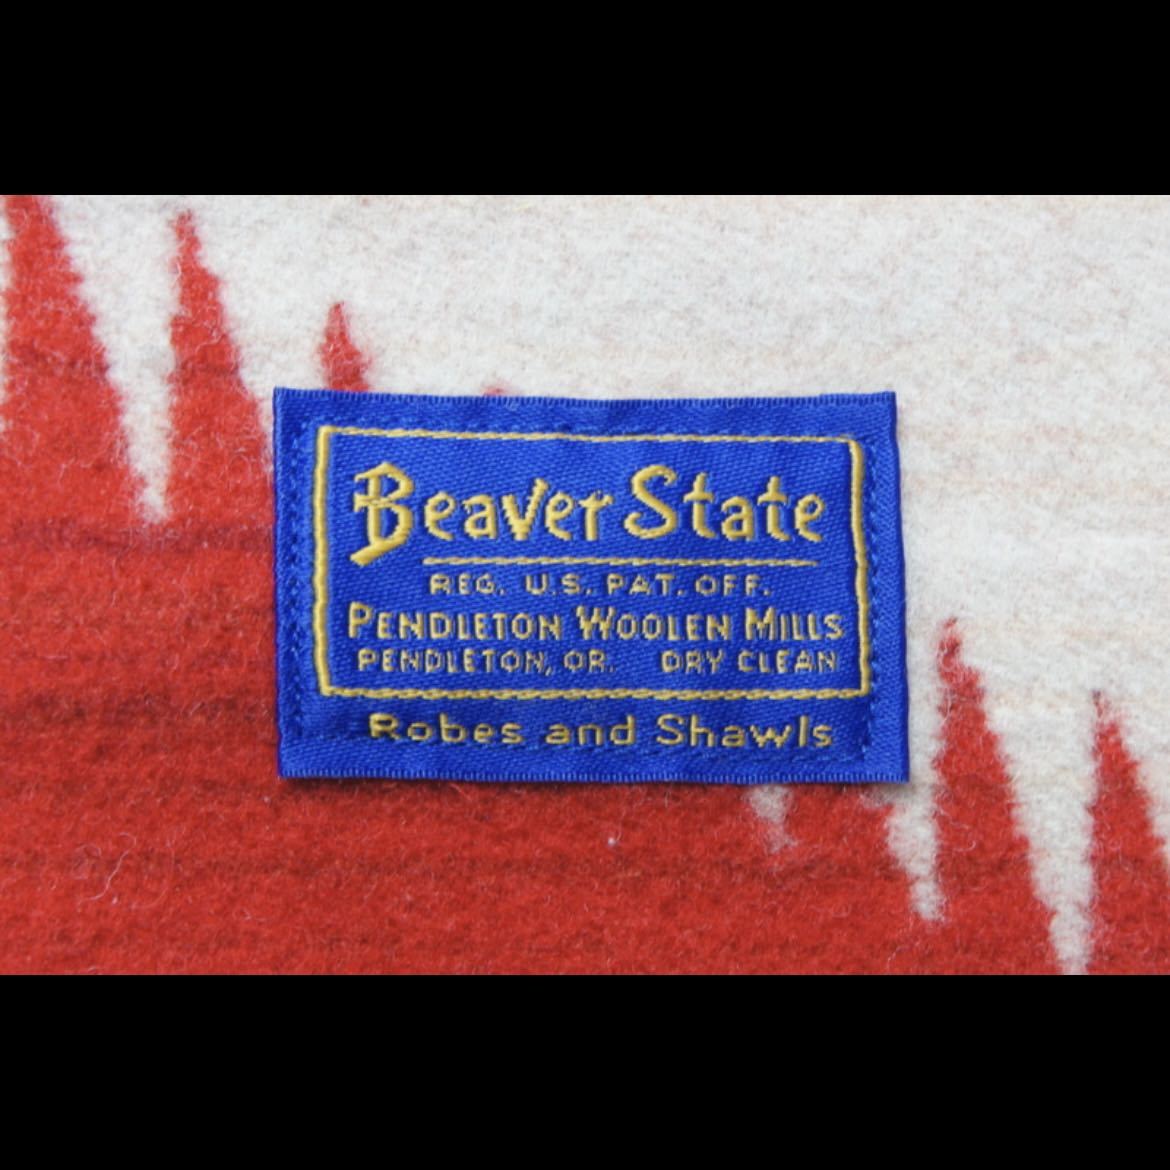 Beaver State
REG. U.S. PAT. OFF.
PENDLETON WOOLEN MILLS
PENDLETON, OR. DRY CLEAN
Robes and Shawls